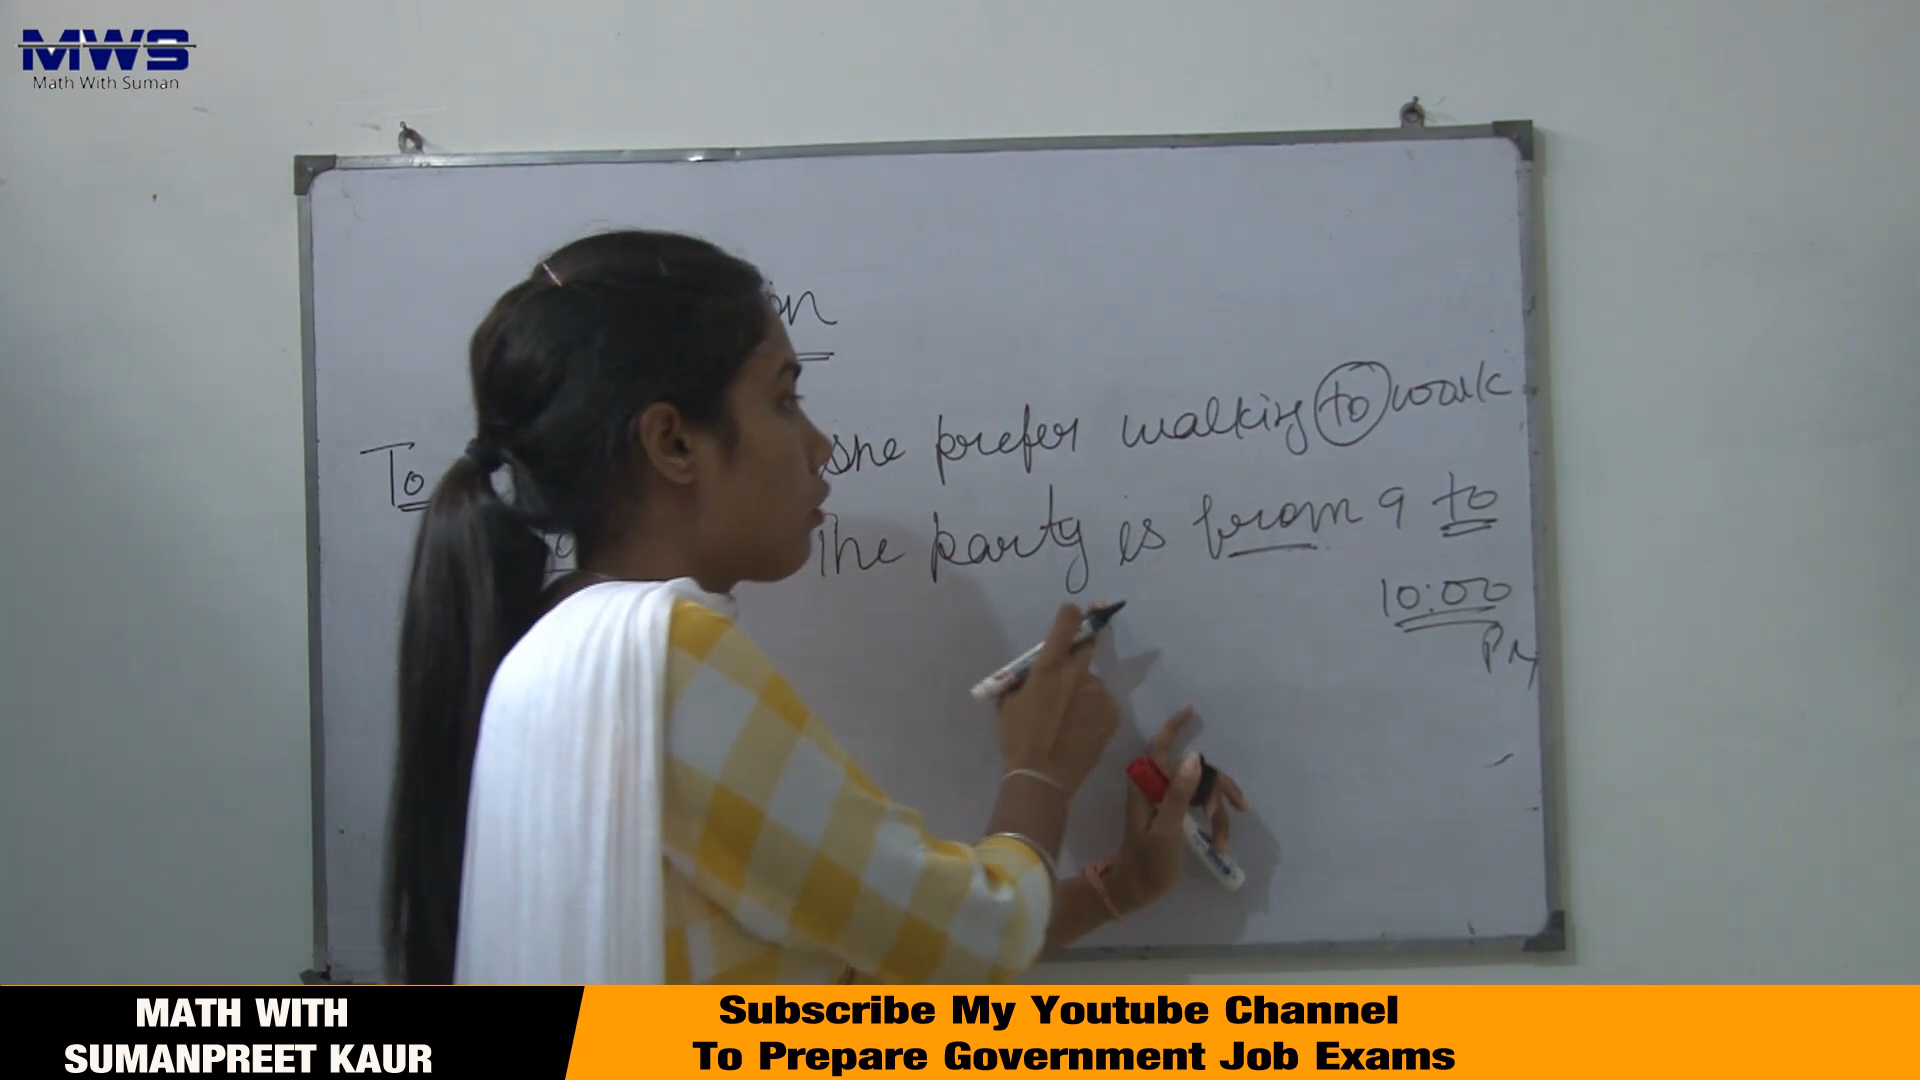 MWS
Math With Suman
on
To
she prefer walking to work
The party is from 9 to
10:00
PM
MATH WITH
SUMANPREET KAUR
Subscribe My Youtube Channel
To Prepare Government Job Exams